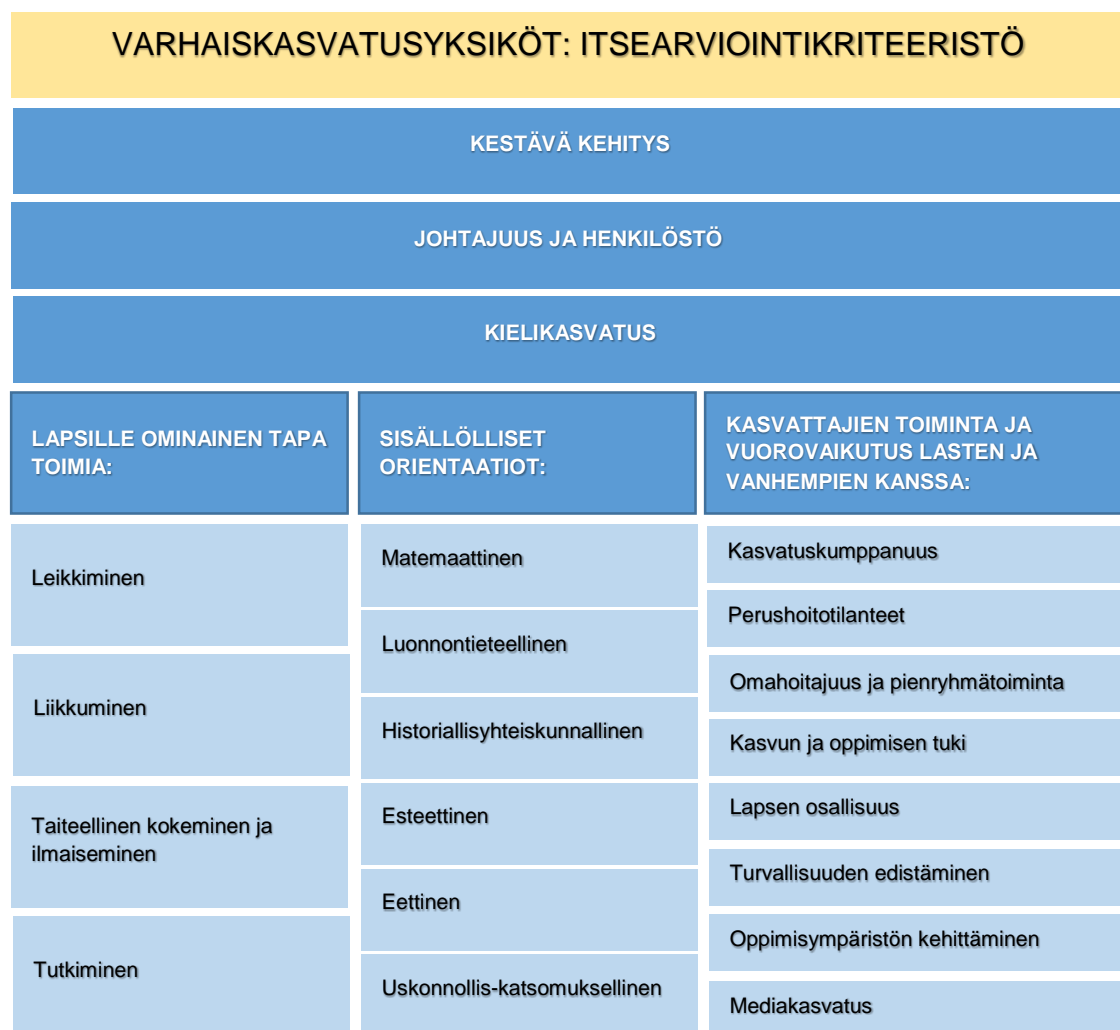 VARHAISKASVATUSYKSIKÖT: ITSEARVIOINTIKRITEERISTÖ
KESTÄVÄ KEHITYS
JOHTAJUUS JA HENKILÖSTÖ
KIELIKASVATUS
LAPSILLE OMINAINEN TAPA
TOIMIA:
Leikkiminen
Liikkuminen
Taiteellinen kokeminen ja
ilmaiseminen
Tutkiminen
SISÄLLÖLLISET
ORIENTAATIOT:
Matemaattinen
Luonnontieteellinen
Historiallisyhteiskunnallinen
Esteettinen
Eettinen
Uskonnollis-katsomuksellinen
KASVATTAJIEN TOIMINTA JA
VUOROVAIKUTUS LASTEN JA
VANHEMPIEN KANSSA:
Kasvatuskumppanuus
Perushoitotilanteet
Omahoitajuus ja pienryhmätoiminta
Kasvun ja oppimisen tuki
Lapsen osallisuus
Turvallisuuden edistäminen
Oppimisympäristön kehittäminen
Mediakasvatus